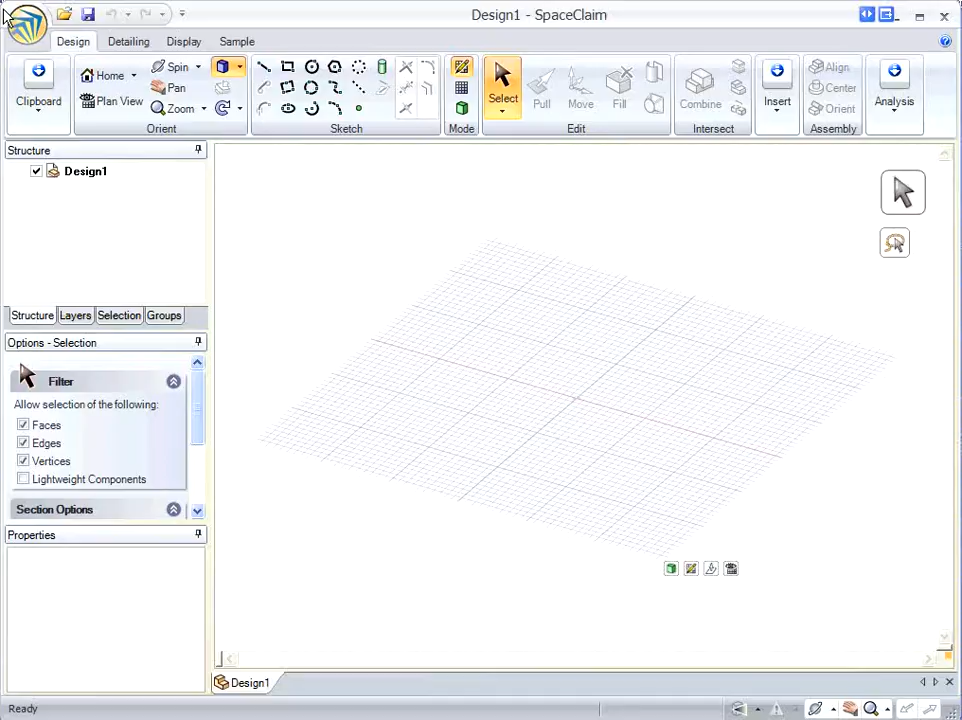 Design1 - SpaceClaim
Design Detailing Display Sample
Clipboard
Home
Plan View
Spin
Pan
Zoom
Orient
Sketch
Mode
Select
Pull
Move
Fill
Edit
Combine
Intersect
Insert
Align
Center
Orient
Assembly
Analysis
Structure
Design1
Structure Layers Selection Groups
Options - Selection
Filter
Allow selection of the following:
Faces
Edges
Vertices
Lightweight Components
Section Options
Properties
Design1
Ready